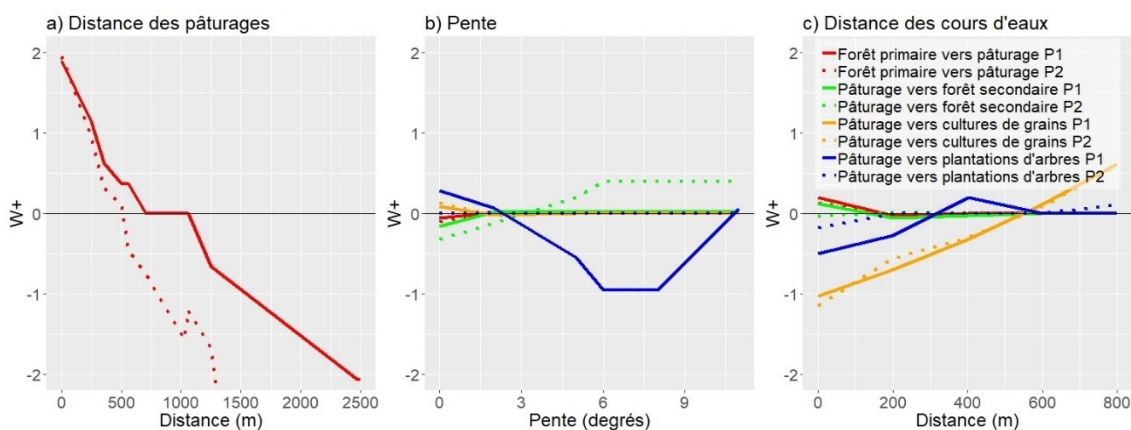 a) Distance des pâturages
b) Pente
c) Distance des cours d'eaux
2
1
0
-1
-2
W+
0
500
1000
1500
2000
2500
Distance (m)
2
1
0
-1
-2
W+
0
3
6
9
Pente (degrés)
2
1
0
-1
-2
W+
Forêt primaire vers pâturage P1
Forêt primaire vers pâturage P2
Pâturage vers forêt secondaire P1
Pâturage vers forêt secondaire P2
Pâturage vers cultures de grains P1
Pâturage vers cultures de grains P2
Pâturage vers plantations d'arbres P1
Pâturage vers plantations d'arbres P2
0
200
400
600
800
Distance (m)